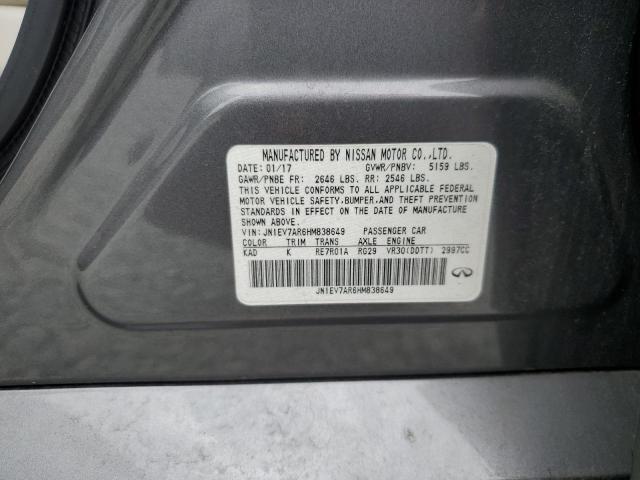 MANUFACTURED BY NISSAN MOTOR CO.,LTD.
DATE: 01/17 GVWR/PNBV: 5159 LBS.
GAWR/PNBE FR: 2646 LBS. RR: 2546 LBS.
THIS VEHICLE CONFORMS TO ALL APPLICABLE FEDERAL
MOTOR VEHICLE SAFETY,BUMPER,AND THEFT PREVENTION
STANDARDS IN EFFECT ON THE DATE OF MANUFACTURE
SHOWN ABOVE.
VIN: JN1EV7AR6HM838649 PASSENGER CAR
COLOR TRIM TRANS AXLE ENGINE
KAD K RE7R01A RG29 VR30(DDTT) 2997CC
JN1EV7AR6HM838649